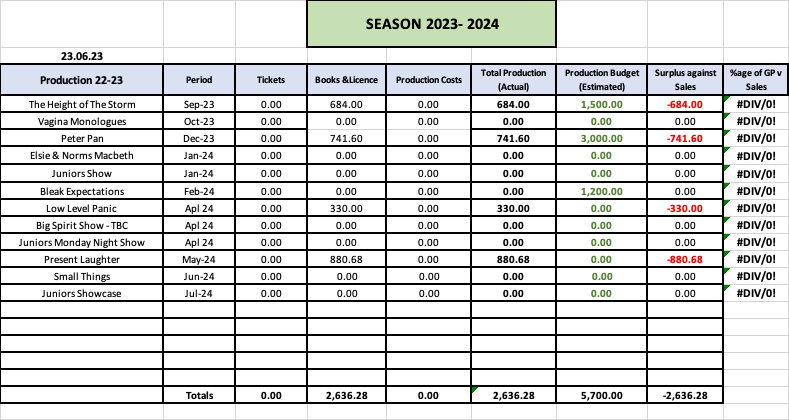 SEASON 2023- 2024
23.06.23
Production 22-23 Period Tickets Books &Licence Production Costs Total Production (Actual) Production Budget (Estimated) Surplus against Sales %age of GP v Sales
The Height of The Storm Sep-23 0.00 684.00 0.00 684.00 1,500.00 -684.00 #DIV/0!
Vagina Monologues Oct-23 0.00 0.00 0.00 0.00 0.00 0.00 #DIV/0!
Peter Pan Dec-23 0.00 741.60 0.00 741.60 3,000.00 -741.60 #DIV/0!
Elsie & Norms Macbeth Jan-24 0.00 0.00 0.00 0.00 0.00 0.00 #DIV/0!
Juniors Show Jan-24 0.00 0.00 0.00 0.00 0.00 0.00 #DIV/0!
Bleak Expectations Feb-24 0.00 0.00 0.00 0.00 1,200.00 0.00 #DIV/0!
Low Level Panic Apl 24 0.00 330.00 0.00 330.00 0.00 -330.00 #DIV/0!
Big Spirit Show - TBC Apl 24 0.00 0.00 0.00 0.00 0.00 0.00 #DIV/0!
Juniors Monday Night Show Apl 24 0.00 0.00 0.00 0.00 0.00 0.00 #DIV/0!
Present Laughter May-24 0.00 880.68 0.00 880.68 0.00 -880.68 #DIV/0!
Small Things Jun-24 0.00 0.00 0.00 0.00 0.00 0.00 #DIV/0!
Juniors Showcase Jul-24 0.00 0.00 0.00 0.00 0.00 0.00 #DIV/0!
Totals 0.00 2,636.28 0.00 2,636.28 5,700.00 -2,636.28